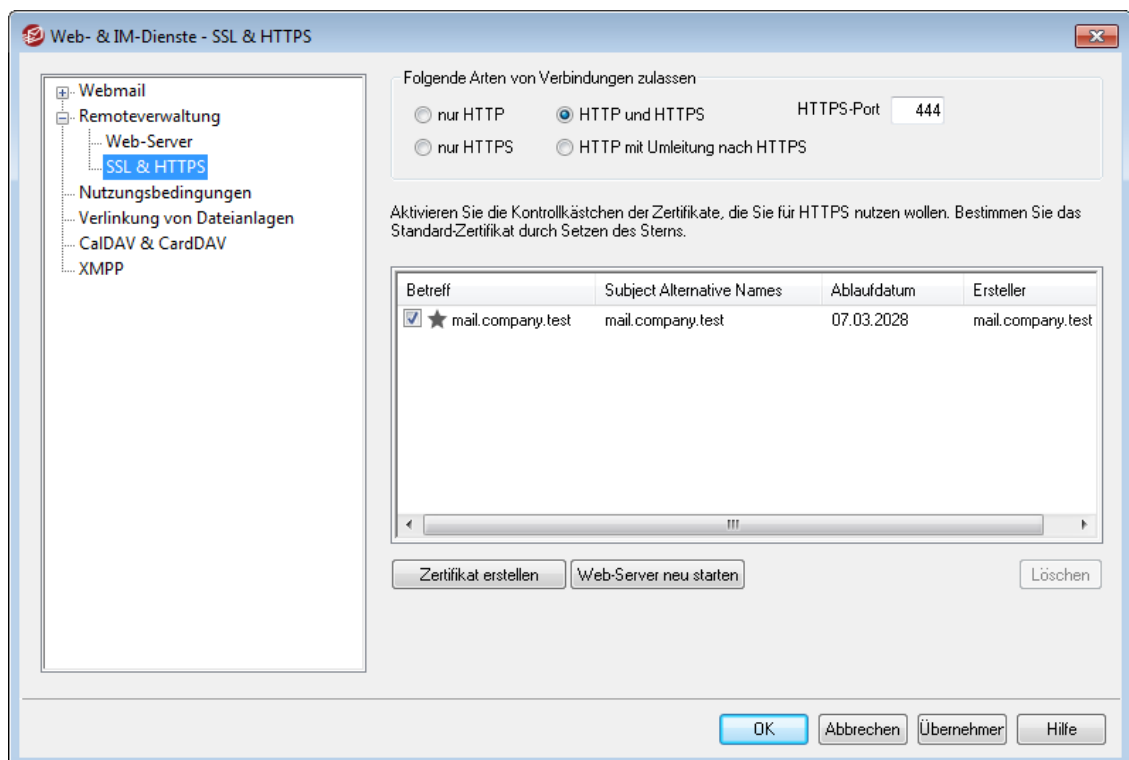 Web- & IM-Dienste - SSL & HTTPS
Webmail
Remoteverwaltung
Web-Server
SSL & HTTPS
Nutzungsbedingungen
Verlinkung von Dateianlagen
CalDAV & CardDAV
XMPP
Folgende Arten von Verbindungen zulassen
nur HTTP HTTP und HTTPS HTTPS-Port 444
nur HTTPS HTTP mit Umleitung nach HTTPS
Aktivieren Sie die Kontrollkästchen der Zertifikate, die Sie für HTTPS nutzen wollen. Bestimmen Sie das
Standard-Zertifikat durch Setzen des Sterns.
Betreff Subject Alternative Names Ablaufdatum Ersteller
mail.company.test mail.company.test 07.03.2028 mail.company.test
Zertifikat erstellen Web-Server neu starten Löschen
OK Abbrechen Übernehmer Hilfe